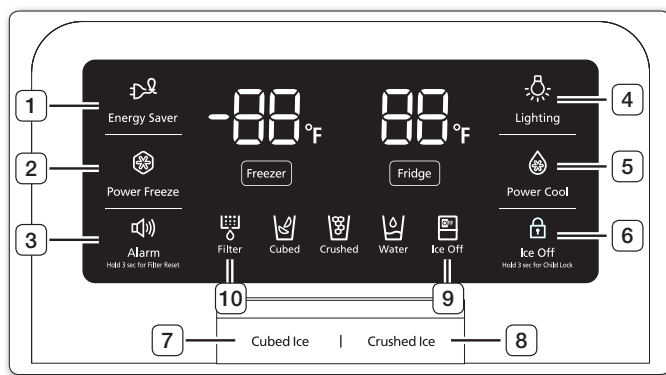 1
Energy Saver
2
Power Freeze
3
Alarm
Hold 3 sec for Filter Reset
-88°F
Freezer
88°F
Fridge
Lighting
4
Power Cool
5
Ice Off
Hold 3 sec for Child Lock
6
Filter
Cubed
Crushed
Water
OFF
Ice Off
10
9
7
Cubed Ice | Crushed Ice
8